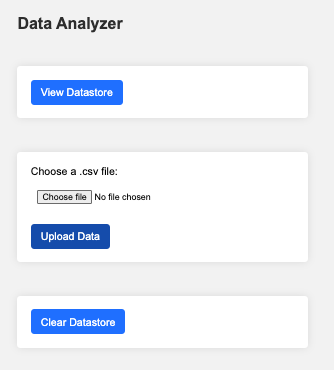 Data Analyzer
View Datastore
Choose a .csv file:
Choose file No file chosen
Upload Data
Clear Datastore